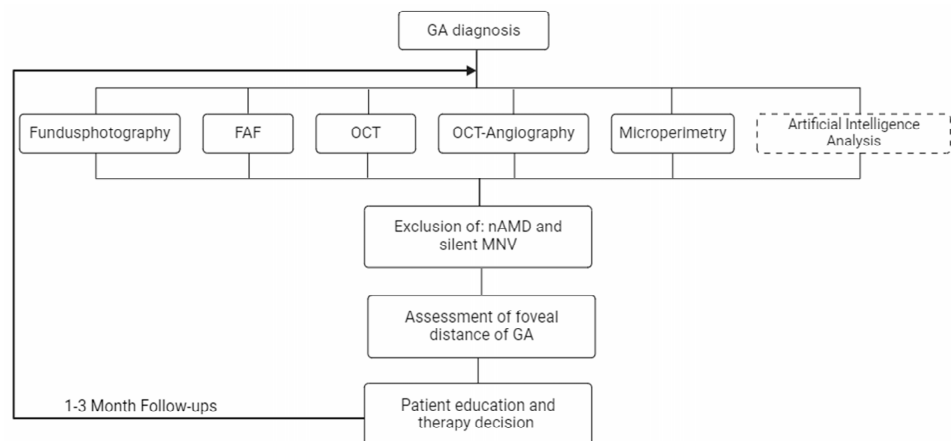 GA diagnosis
Fundusphotography
FAF
OCT
OCT-Angiography
Microperimetry
Artificial Intelligence
Analysis
Exclusion of: nAMD and
silent MNV
Assessment of foveal
distance of GA
1-3 Month Follow-ups
Patient education and
therapy decision